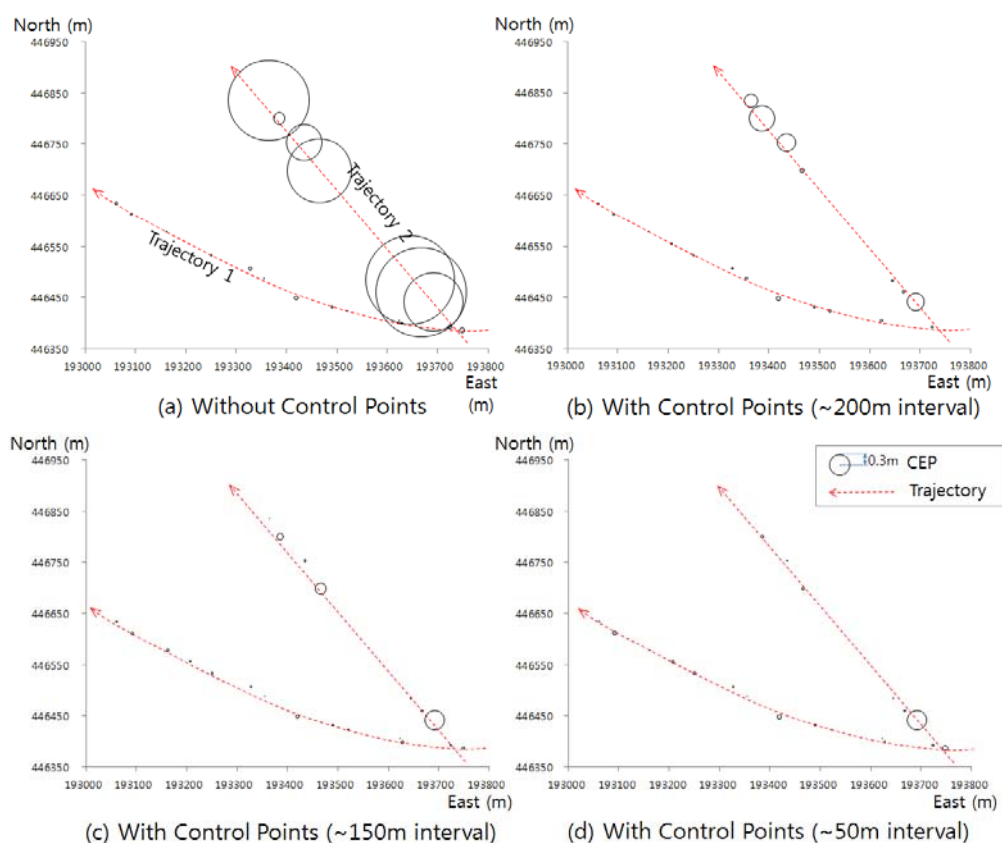 North (m)
446950
446850
446750
446650
446550
446450
446350
193000 193100 193200 193300 193400 193500 193600 193700 193800
East (m)
Trajectory 1
Trajectory 2
(a) Without Control Points
North (m)
446950
446850
446750
446650
446550
446450
446350
193000 193100 193200 193300 193400 193500 193600 193700 193800
East (m)
(b) With Control Points (~200m interval)
North (m)
446950
446850
446750
446650
446550
446450
446350
193000 193100 193200 193300 193400 193500 193600 193700 193800
East (m)
(c) With Control Points (~150m interval)
North (m)
0.3m CEP
Trajectory
446950
446850
446750
446650
446550
446450
446350
193000 193100 193200 193300 193400 193500 193600 193700 193800
East (m)
(d) With Control Points (~50m interval)